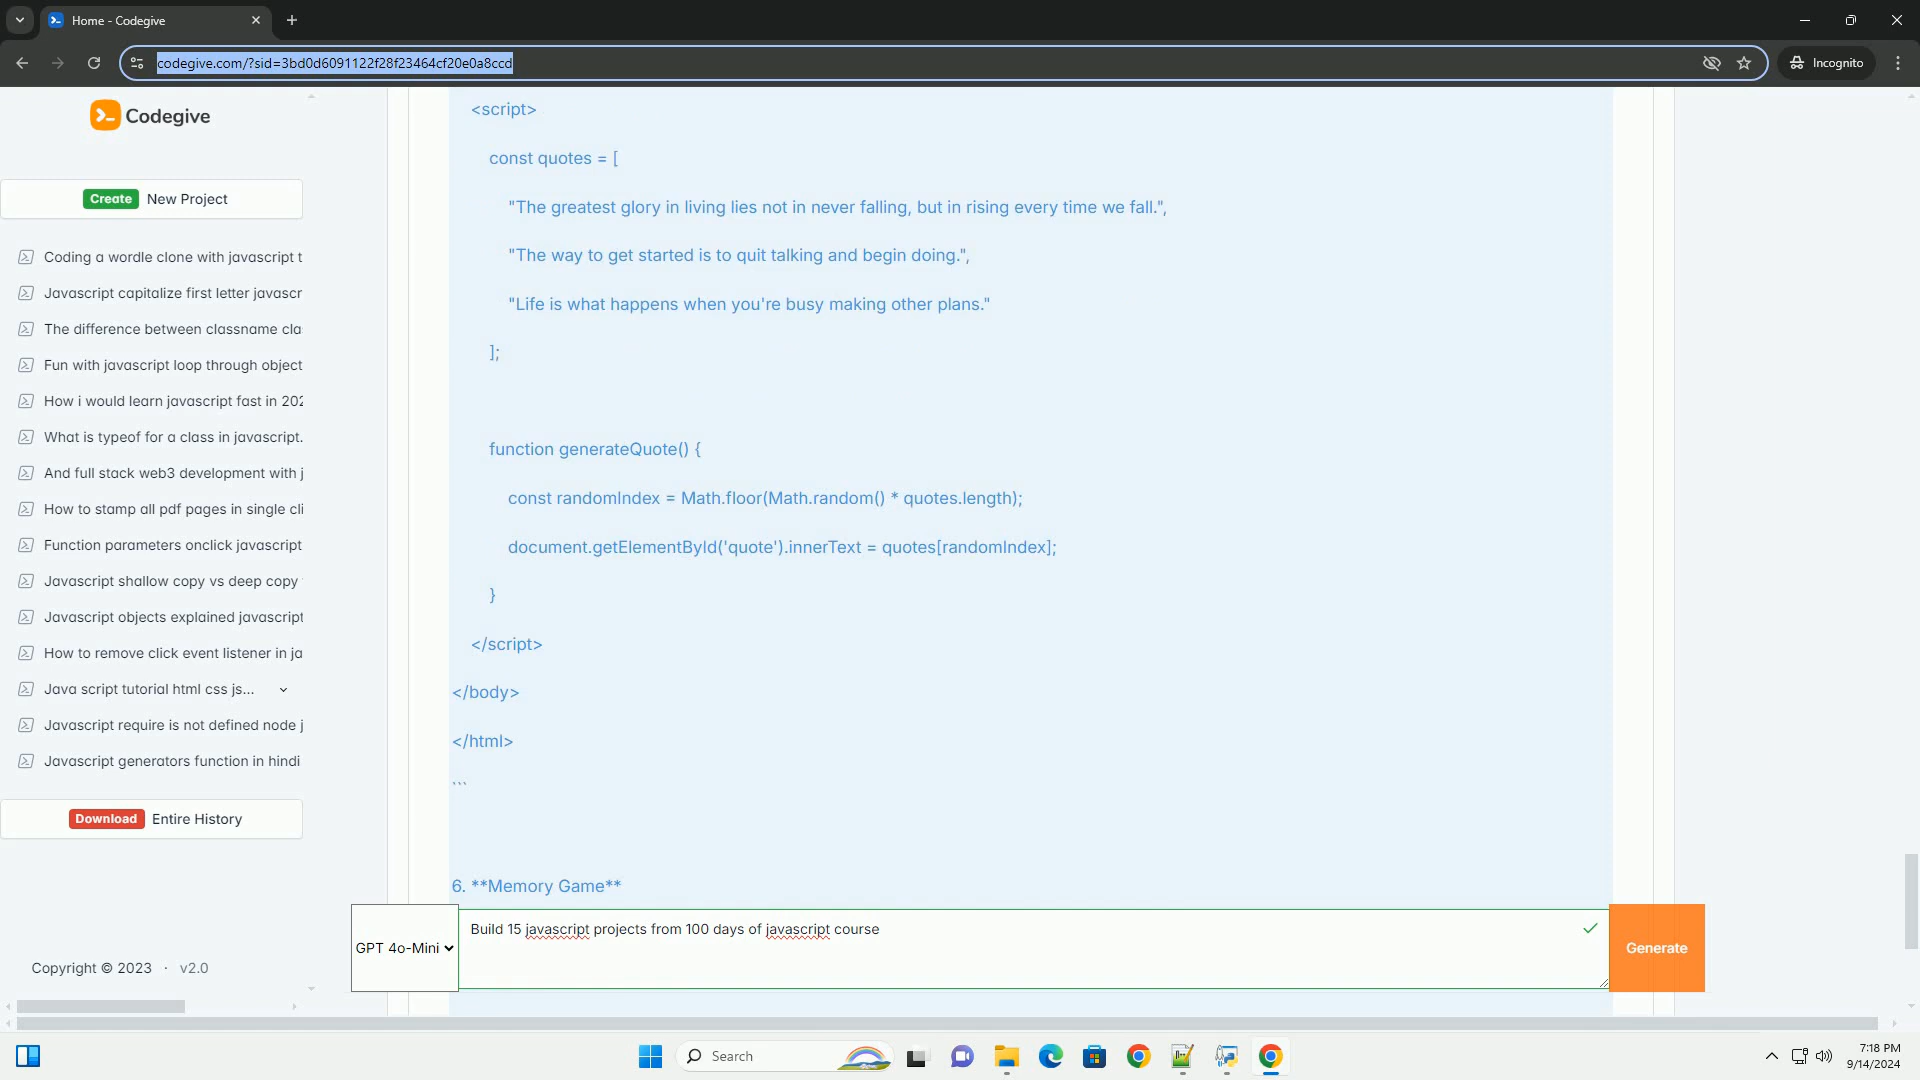 Home - Codegive
codegive.com/?sid=3bd0d6091122f28f23464cf20e0a8ccd
Incognito
Codegive
Create New Project
Coding a wordle clone with javascript t
Javascript capitalize first letter javascr
The difference between classname cla
Fun with javascript loop through object
How i would learn javascript fast in 202
What is typeof for a class in javascript.
And full stack web3 development with j
How to stamp all pdf pages in single cli
Function parameters onclick javascript
Javascript shallow copy vs deep copy
Javascript objects explained javascript
How to remove click event listener in ja
Java script tutorial html css js...
Javascript require is not defined node j
Javascript generators function in hindi
Download Entire History
Copyright © 2023 · v2.0
<script>
const quotes = [
"The greatest glory in living lies not in never falling, but in rising every time we fall.",
"The way to get started is to quit talking and begin doing.",
"Life is what happens when you're busy making other plans."
];
function generateQuote() {
const randomIndex = Math.floor(Math.random() * quotes.length);
document.getElementById('quote').innerText = quotes[randomIndex];
}
</script>
</body>
</html>
```
6. **Memory Game**
GPT 4o-Mini
Build 15 javascript projects from 100 days of javascript course
Generate
Search
7:18 PM
9/14/2024